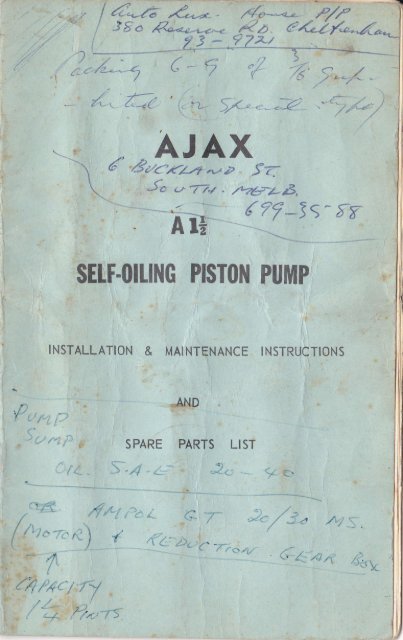 Auto Lux. House P/P
380 Reserve RD. Cheltenham
93-9721
Packing 6-9 of 3/16 grap-
-hited (or special type)
AJAX
6 BUCKLAND. ST.
SOUTH. MELB.
699-35-88
A 1½
SELF-OILING PISTON PUMP
INSTALLATION & MAINTENANCE INSTRUCTIONS
AND
SPARE PARTS LIST
PUMP
SUMP
OIL. S.A.E 20-40
OR AMPOL GT 20/30 MS.
(MOTOR) & REDUCTION. GEAR BOX
CAPACITY
1¼ PINTS.